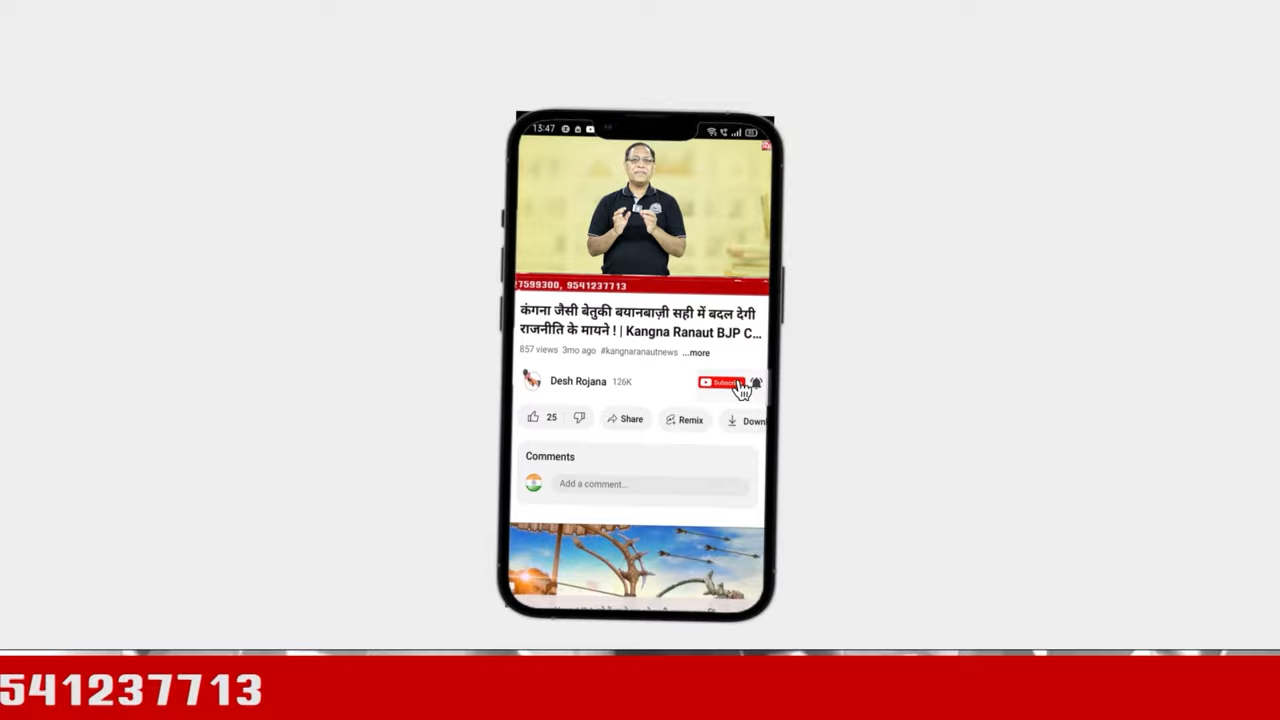 13:47
27599300, 9541237713
कंगना जैसी बेतुकी बयानबाज़ी सही में बदल देगी
राजनीति के मायने ! | Kangna Ranaut BJP C...
857 views 3mo ago #kangnaranautnews ...more
Desh Rojana 126K
25 Share Remix Down
Comments
Add a comment...
541237713